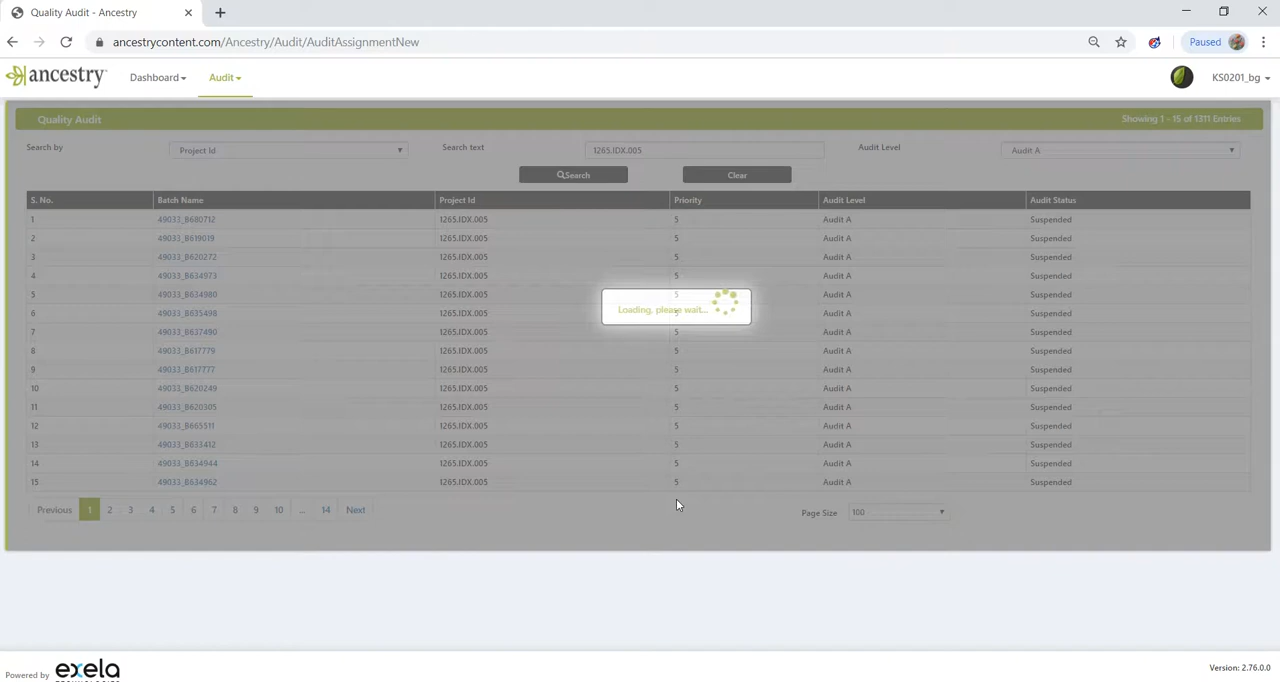 Quality Audit - Ancestry
ancestrycontent.com/Ancestry/Audit/AuditAssignmentNew
Paused
ancestry
Dashboard
Audit
KS0201_bg
Quality Audit
Showing 1 - 15 of 1311 Entries
Search by
Project Id
Search text
1265.IDX.005
Audit Level
Audit A
Search
Clear
S. No. Batch Name Project Id Priority Audit Level Audit Status
1 49033_B680712 1265.IDX.005 5 Audit A Suspended
2 49033_B619019 1265.IDX.005 5 Audit A Suspended
3 49033_B620272 1265.IDX.005 5 Audit A Suspended
4 49033_B634973 1265.IDX.005 5 Audit A Suspended
5 49033_B634980 1265.IDX.005 5 Audit A Suspended
6 49033_B635498 1265.IDX.005 5 Audit A Suspended
7 49033_B637490 1265.IDX.005 5 Audit A Suspended
8 49033_B617779 1265.IDX.005 5 Audit A Suspended
9 49033_B617777 1265.IDX.005 5 Audit A Suspended
10 49033_B620249 1265.IDX.005 5 Audit A Suspended
11 49033_B620305 1265.IDX.005 5 Audit A Suspended
12 49033_B665511 1265.IDX.005 5 Audit A Suspended
13 49033_B633412 1265.IDX.005 5 Audit A Suspended
14 49033_B634944 1265.IDX.005 5 Audit A Suspended
15 49033_B634962 1265.IDX.005 5 Audit A Suspended
Loading, please wait...
Previous 1 2 3 4 5 6 7 8 9 10 ... 14 Next
Page Size 100
Powered by exela
TECHNOLOGIES
Version: 2.76.0.0